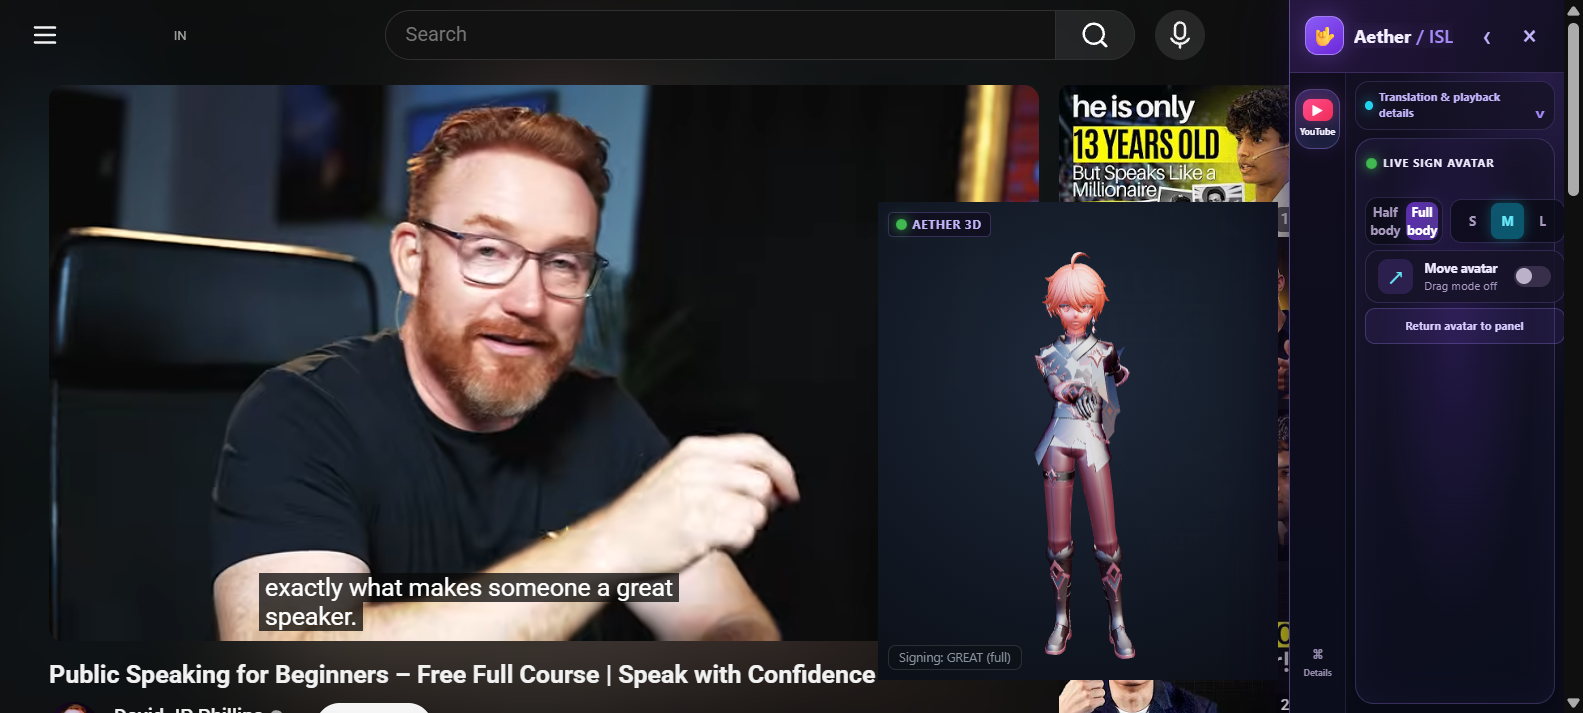 IN
Search
Aether / ISL
YouTube
Translation & playback
details
LIVE SIGN AVATAR
Half
body
Full
body
S
M
L
Move avatar
Drag mode off
Return avatar to panel
Details
he is only
13 YEARS OLD
But Speaks Like a
Millionaire
1
AETHER 3D
Signing: GREAT (full)
exactly what makes someone a great
speaker.
Public Speaking for Beginners – Free Full Course | Speak with Confidence
2